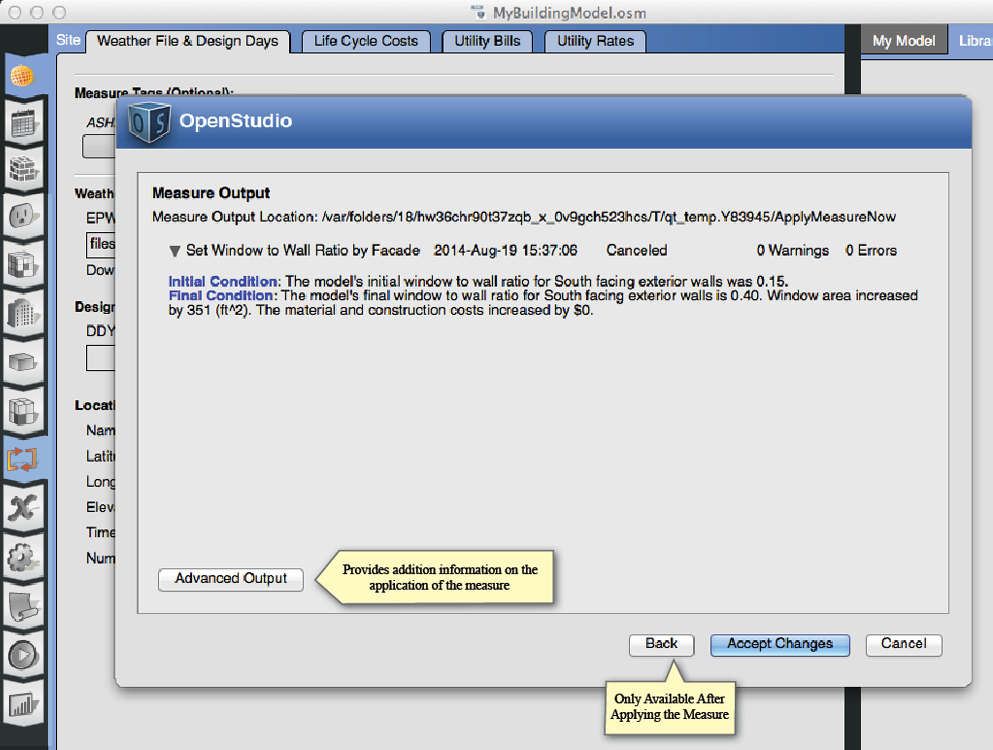 MyBuildingModel.osm
Site
Weather File & Design Days
Life Cycle Costs
Utility Bills
Utility Rates
My Model
Libra
Measure Tags (Optional):
ASH
OpenStudio
Weath
EPW
files
Dow
Design
DDY
Locati
Nam
Latitu
Long
Eleva
Time
Num
Measure Output
Measure Output Location: /var/folders/18/hw36chr90t37zqb_x_0v9gch523hcs/T/qt_temp.Y83945/ApplyMeasureNow
▼ Set Window to Wall Ratio by Facade 2014-Aug-19 15:37:06 Canceled 0 Warnings 0 Errors
Initial Condition: The model's initial window to wall ratio for South facing exterior walls was 0.15.
Final Condition: The model's final window to wall ratio for South facing exterior walls is 0.40. Window area increased
by 351 (ft^2). The material and construction costs increased by $0.
Advanced Output
Provides addition information on the
application of the measure
Back
Accept Changes
Cancel
Only Available After
Applying the Measure